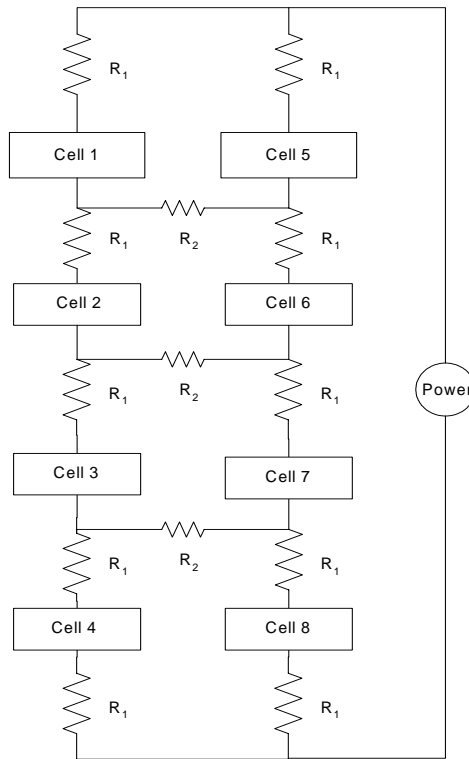 R1 R1
Cell 1 Cell 5
R2
R1 R1
Cell 2 Cell 6
R2
R1 R1
Cell 3 Cell 7
R2
R1 R1
Cell 4 Cell 8
R1 R1
Power